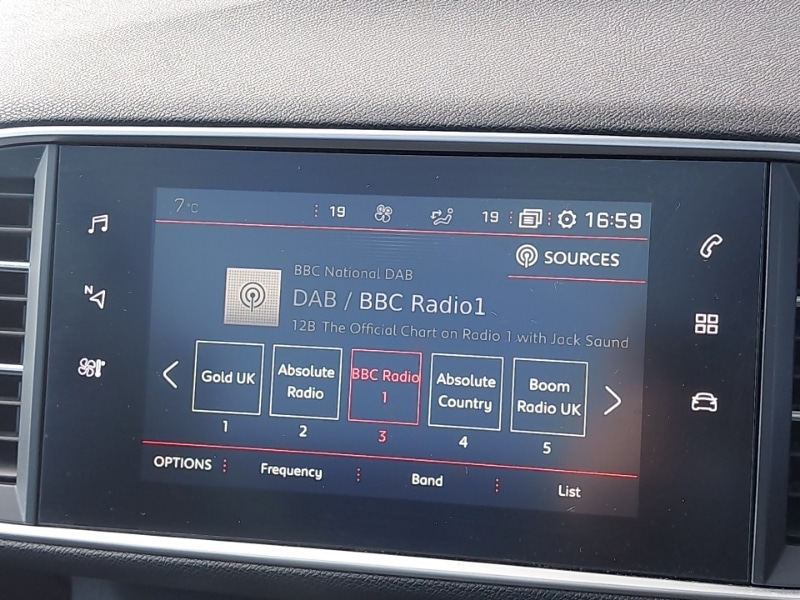 7°C 19 19 16:59
SOURCES
BBC National DAB
DAB / BBC Radio1
12B The Official Chart on Radio 1 with Jack Saund
N
Gold UK
Absolute
Radio
BBC Radio
1
Absolute
Country
Boom
Radio UK
1 2 3 4 5
OPTIONS Frequency Band List